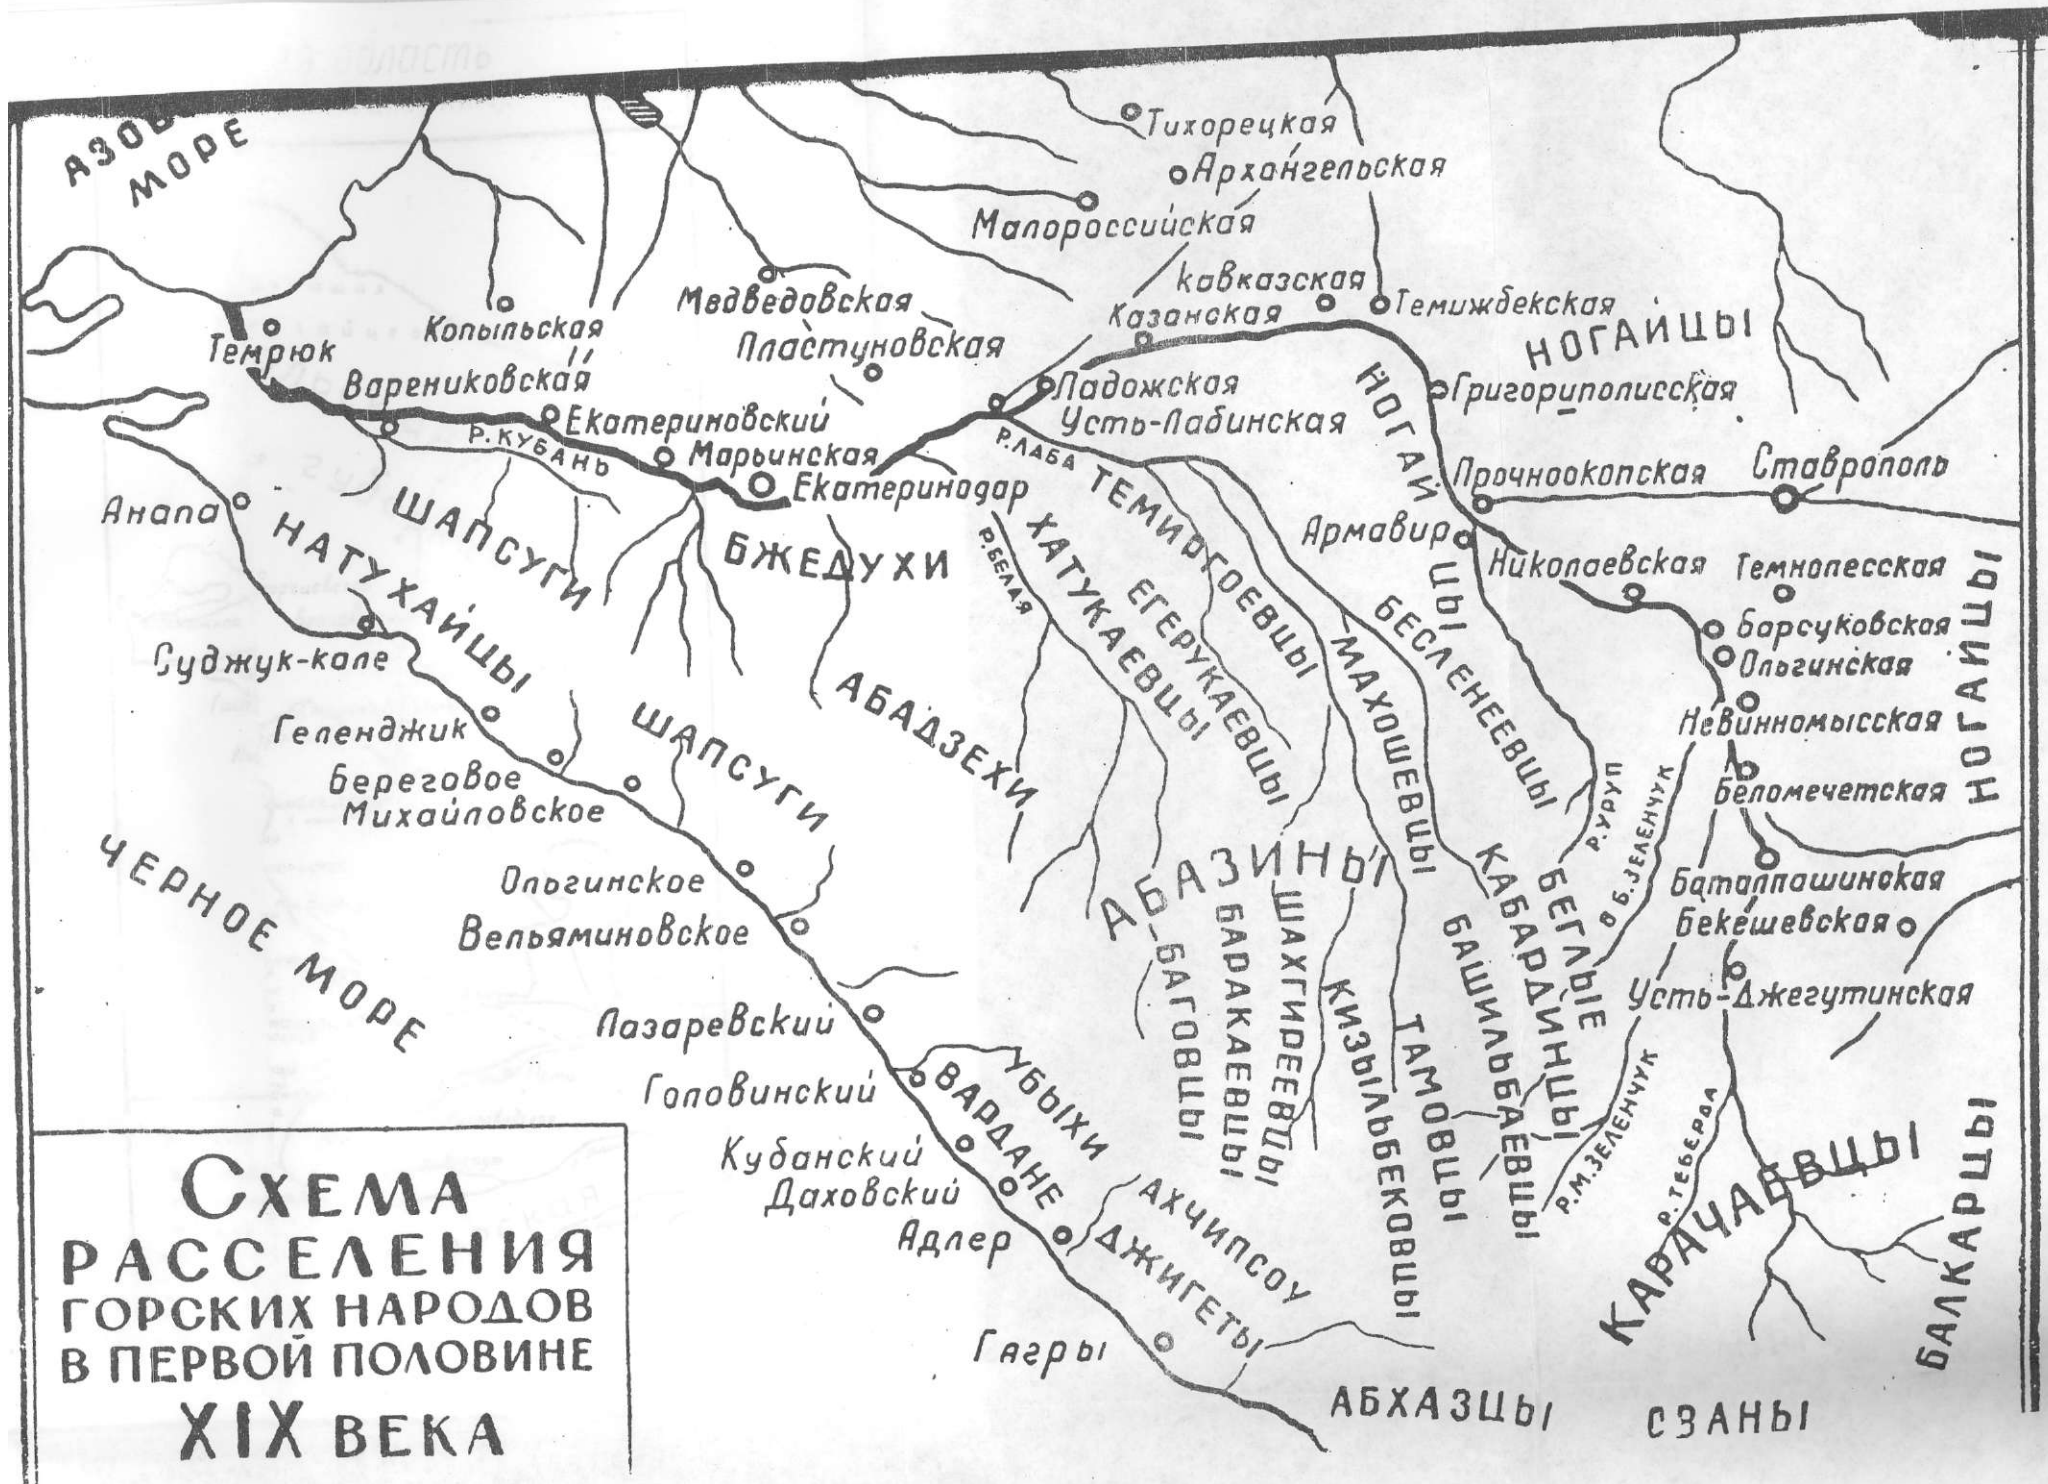 АЗОВ
МОРЕ
Тихорецкая
Архангельская
Малороссийская
Кавказская
Казанская
Темижбекская
НОГАЙЦЫ
Медведовская
Пластуновская
Копыльская
Темрюк
Варениковская
Екатериновский
Р. КУБАНЬ
Марьинская
Екатеринодар
Ладожская
Усть-Лабинская
Р. ЛАБА
Григориполисская
НОГАЙЦЫ
Прочноокопская
Ставрополь
Армавир
Николаевская
Темнолесская
Барсуковская
Ольгинская
Невинномысская
Беломечетская
НОГАЙЦЫ
Баталпашинская
Бекешевская
Усть-Джегутинская
Анапа
НАТУХАЙЦЫ
ШАПСУГИ
БЖЕДУХИ
Р. БЕЛАЯ
ХАТУКАЕВЦЫ
ТЕМИРГОЕВЦЫ
ЕГЕРУКАЕВЦЫ
МАХОШЕВЦЫ
БЕСЛЕНЕЕВЦЫ
Р. УРУП
Р. Б. ЗЕЛЕНЧУК
Суджук-кале
Геленджик
Береговое
Михайловское
ШАПСУГИ
АБАДЗЕХИ
АБАЗИНЫ
БАГОВЦЫ
БАРАКАЕВЦЫ
ШАХГИРЕЕВЦЫ
КИЗЫЛЬБЕКОВЦЫ
ТАМОВЦЫ
БАШИЛЬБАЕВЦЫ
БЕГЛЫЕ
КАБАРДИНЦЫ
Р. М. ЗЕЛЕНЧУК
Р. ТЕБЕРДА
КАРАЧАЕВЦЫ
БАЛКАРЦЫ
ЧЕРНОЕ МОРЕ
Ольгинское
Вельяминовское
Лазаревский
Головинский
УБЫХИ
ВАРДАНЕ
Кубанский
Даховский
Адлер
АХЧИПСОУ
ДЖИГЕТЫ
Гагры
АБХАЗЦЫ
СЗАНЫ
СХЕМА
РАССЕЛЕНИЯ
ГОРСКИХ НАРОДОВ
В ПЕРВОЙ ПОЛОВИНЕ
XIX ВЕКА